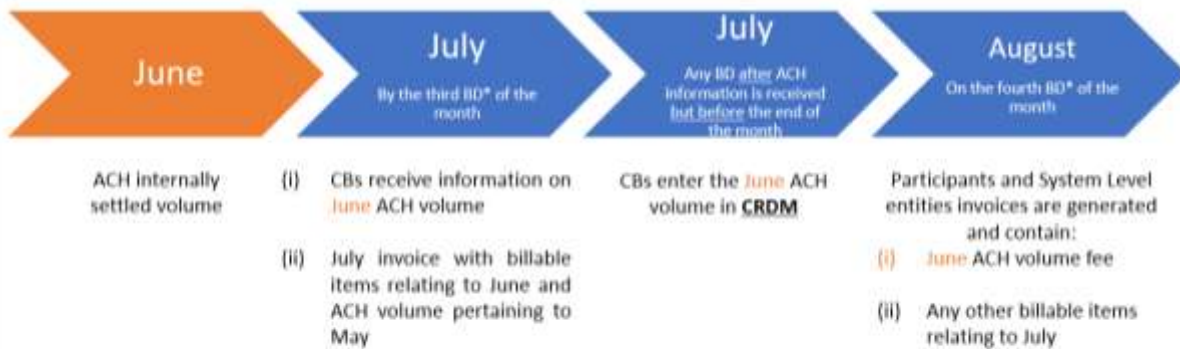 June
July
By the third BD* of the
month
July
Any BD after ACH
information is received
but before the end of
the month
August
On the fourth BD* of the
month
ACH internally
settled volume
(i) CBs receive information on
June ACH volume
(ii) July invoice with billable
items relating to June and
ACH volume pertaining to
May
CBs enter the June ACH
volume in CRDM
Participants and System Level
entities invoices are generated
and contain:
(i) June ACH volume fee
(ii) Any other billable items
relating to July